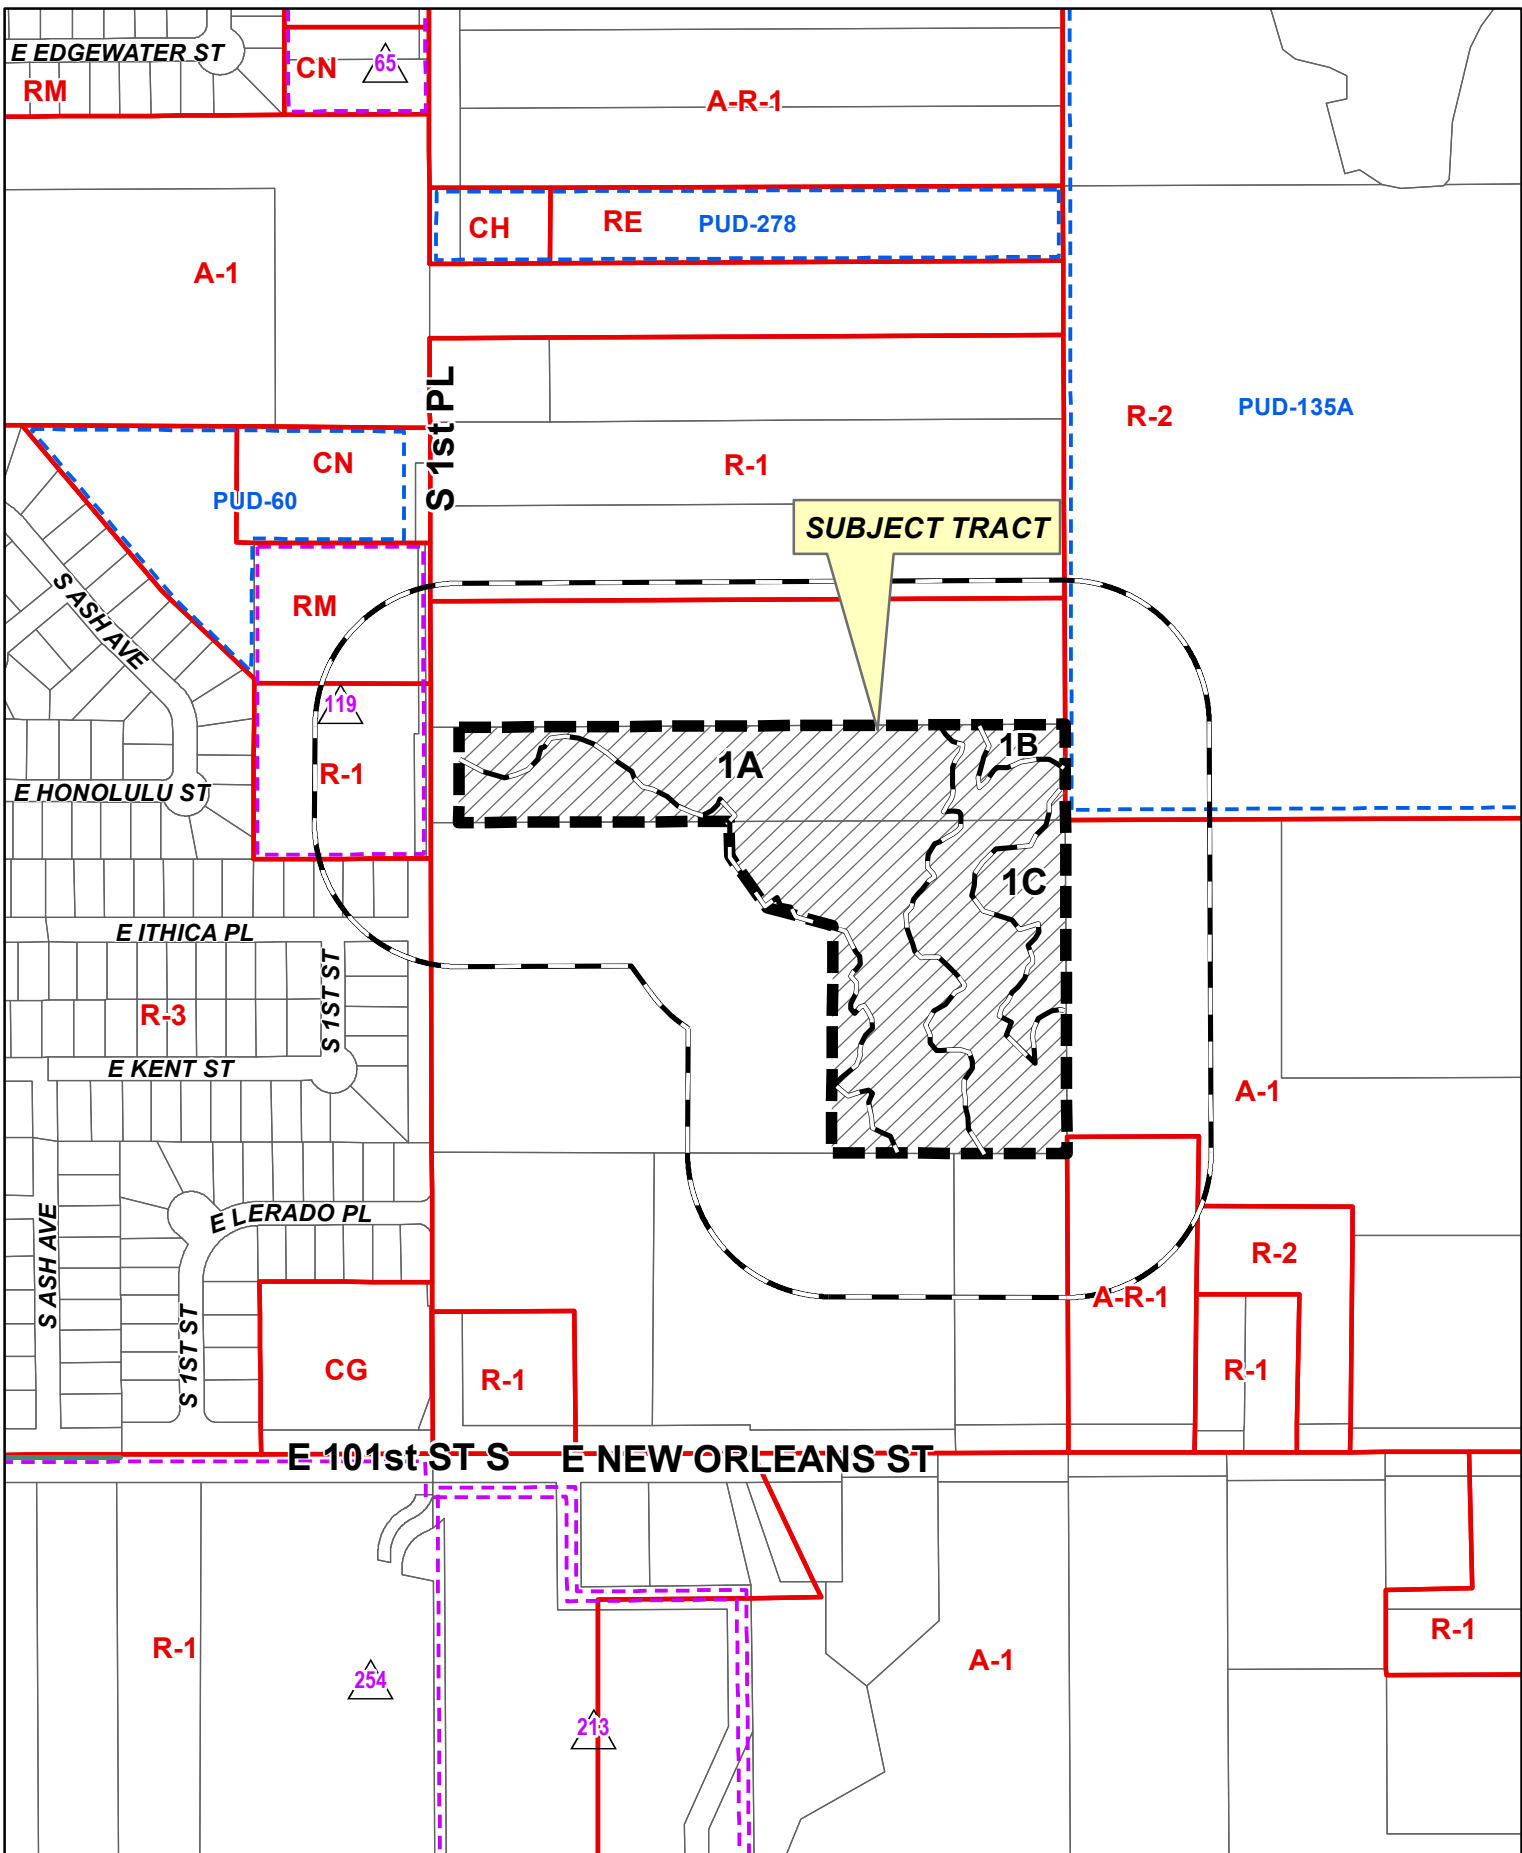 E EDGEWATER ST
CN
65
RM
A-R-1
CH
RE
PUD-278
A-1
S 1st PL
R-2
PUD-135A
CN
R-1
PUD-60
SUBJECT TRACT
S ASH AVE
RM
119
1A
1B
R-1
E HONOLULU ST
1C
E ITHICA PL
S 1ST ST
R-3
E KENT ST
A-1
S ASH AVE
E LERADO PL
R-2
A-R-1
S 1ST ST
CG
R-1
R-1
E 101st ST S
E NEW ORLEANS ST
R-1
R-1
A-1
254
213